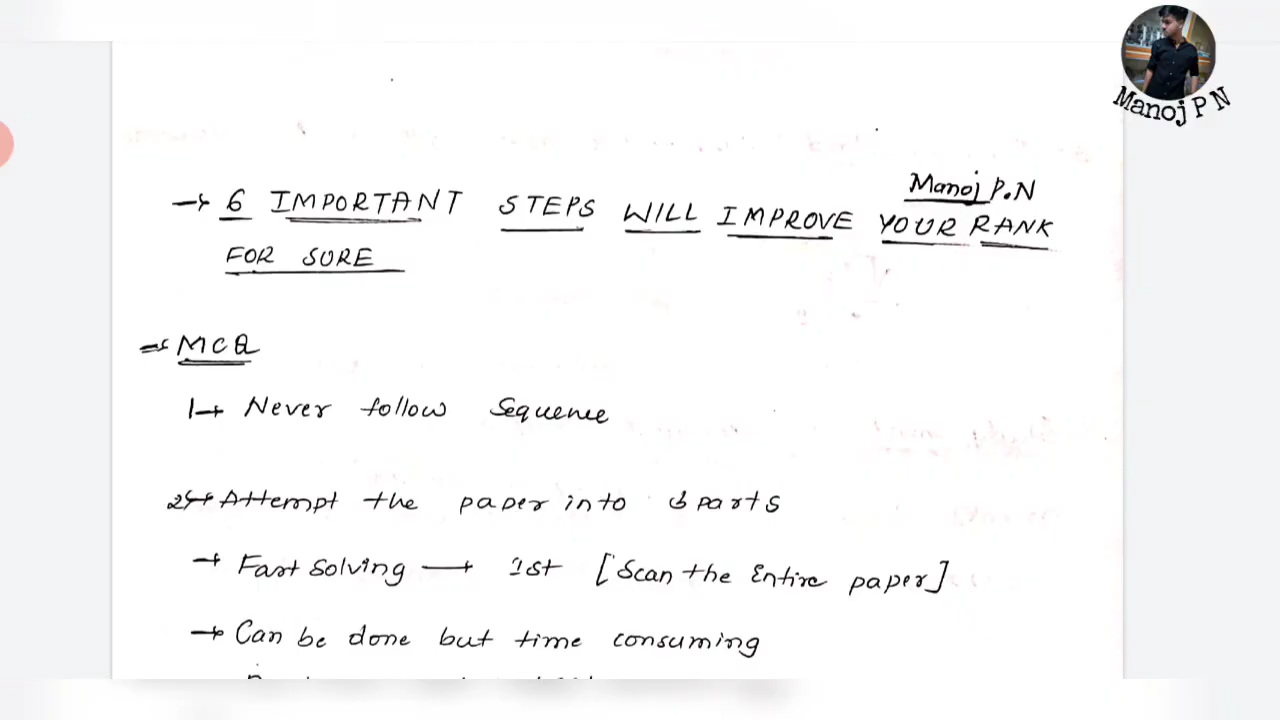 Manoj P N
Manoj P.N
→ 6 IMPORTANT STEPS WILL IMPROVE YOUR RANK
FOR SURE
⇒ MCQ
1→ Never follow Sequence
2→ Attempt the paper into 3 parts
→ Fast solving → 1st [Scan the Entire paper]
→ Can be done but time consuming